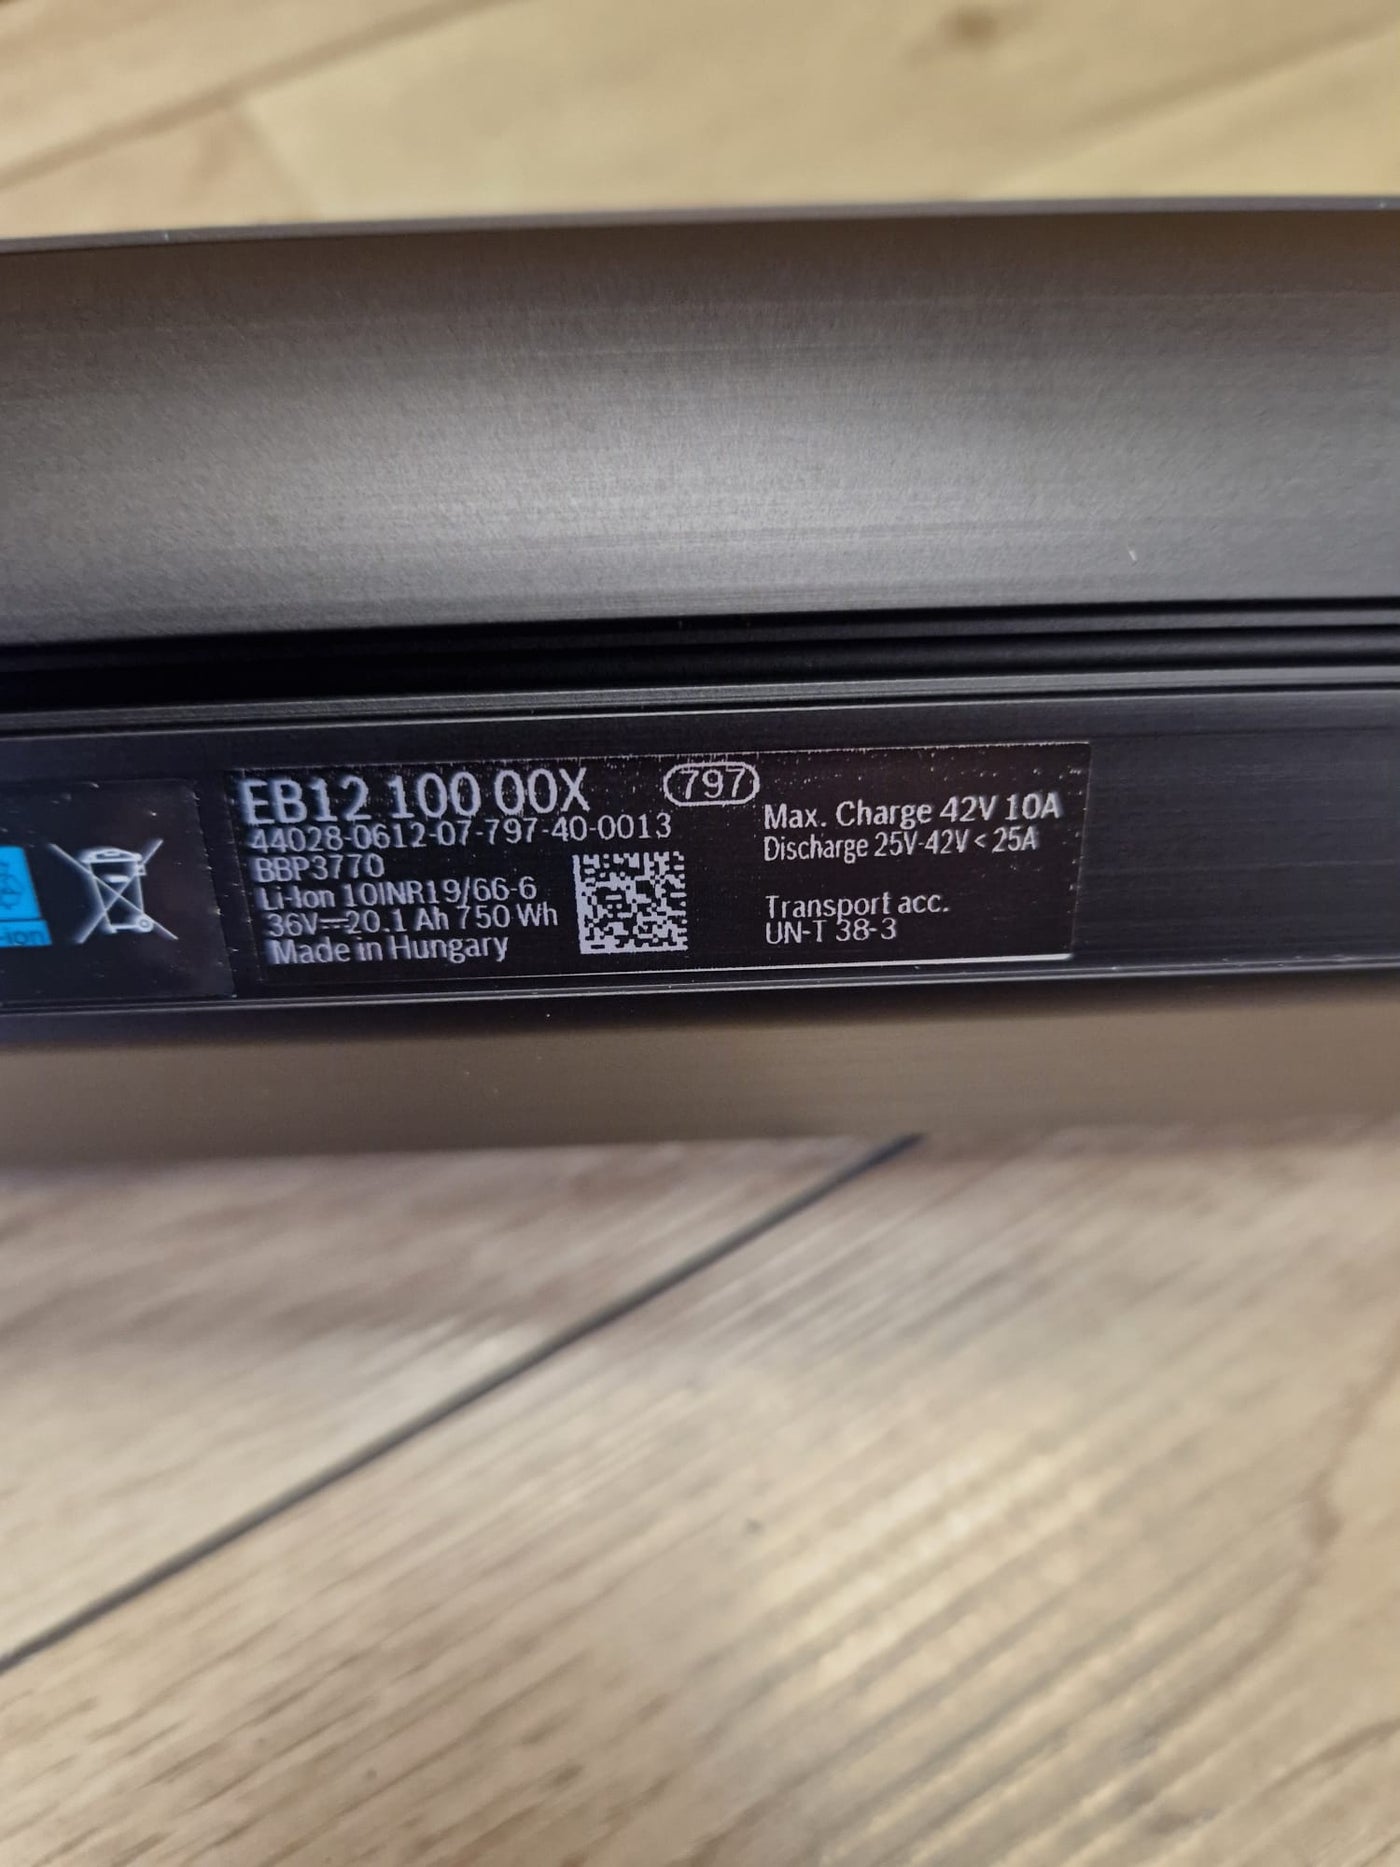 EB12 100 00X
797
44028-0612-07-797-40-0013
BBP3770
Li-Ion 10INR19/66-6
36V⎓20.1 Ah 750 Wh
Made in Hungary
Max. Charge 42V 10A
Discharge 25V-42V < 25A
Transport acc.
UN-T 38-3
-ion